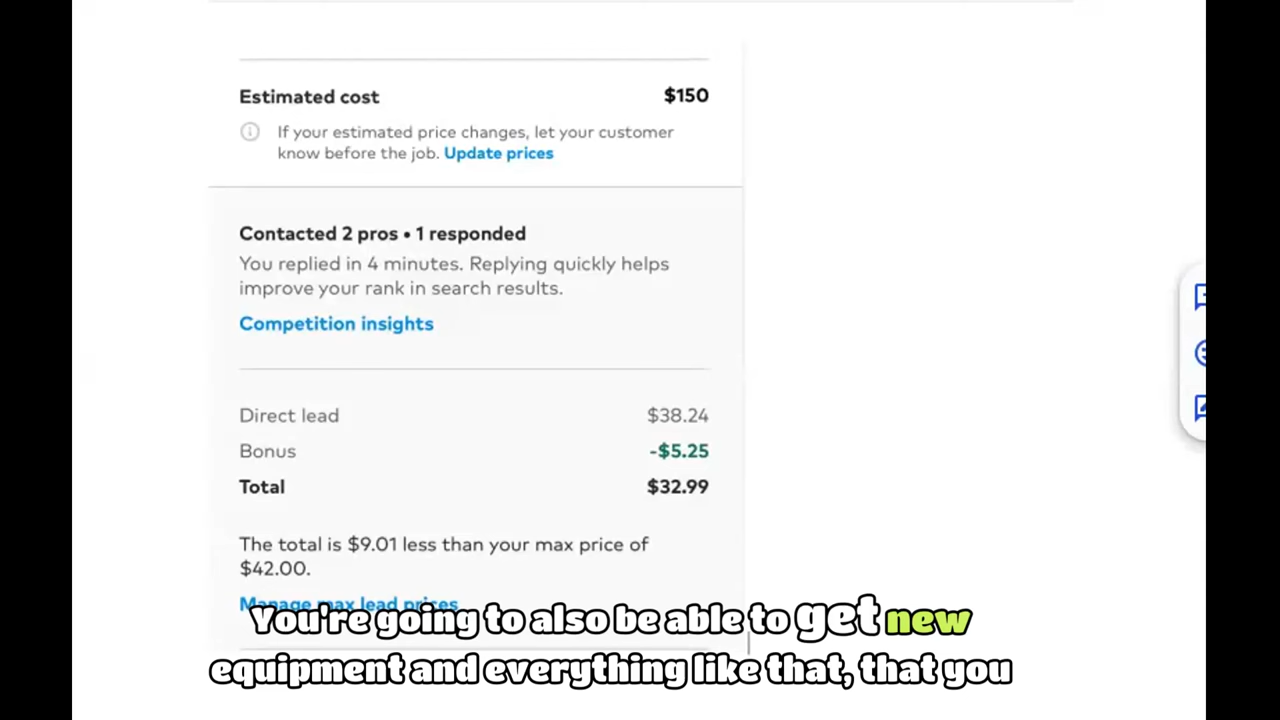 Estimated cost $150
If your estimated price changes, let your customer
know before the job. Update prices
Contacted 2 pros • 1 responded
You replied in 4 minutes. Replying quickly helps
improve your rank in search results.
Competition insights
Direct lead $38.24
Bonus -$5.25
Total $32.99
The total is $9.01 less than your max price of
$42.00.
Manage max lead prices
You're going to also be able to get new
equipment and everything like that, that you